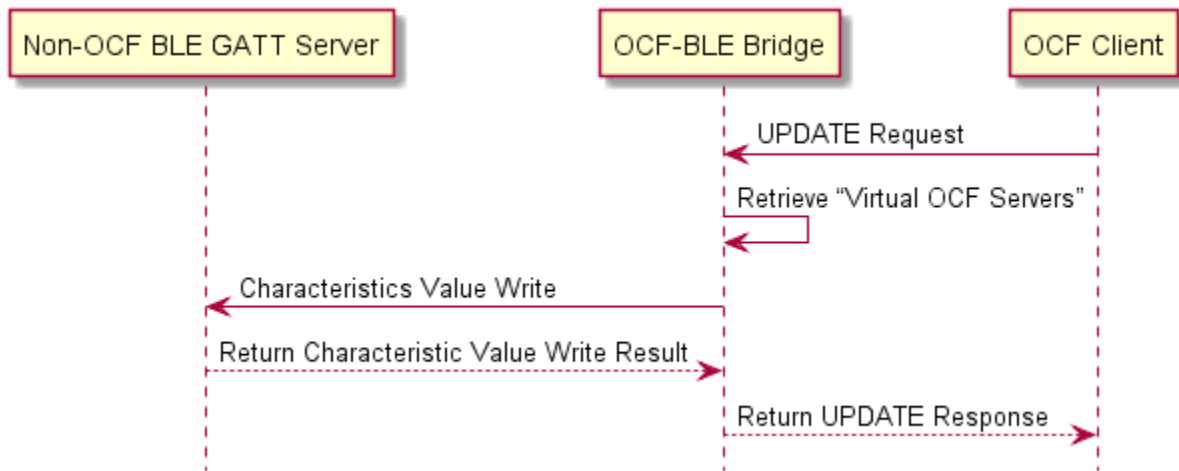 Non-OCF BLE GATT Server
OCF-BLE Bridge
OCF Client
UPDATE Request
Retrieve “Virtual OCF Servers”
Characteristics Value Write
Return Characteristic Value Write Result
Return UPDATE Response